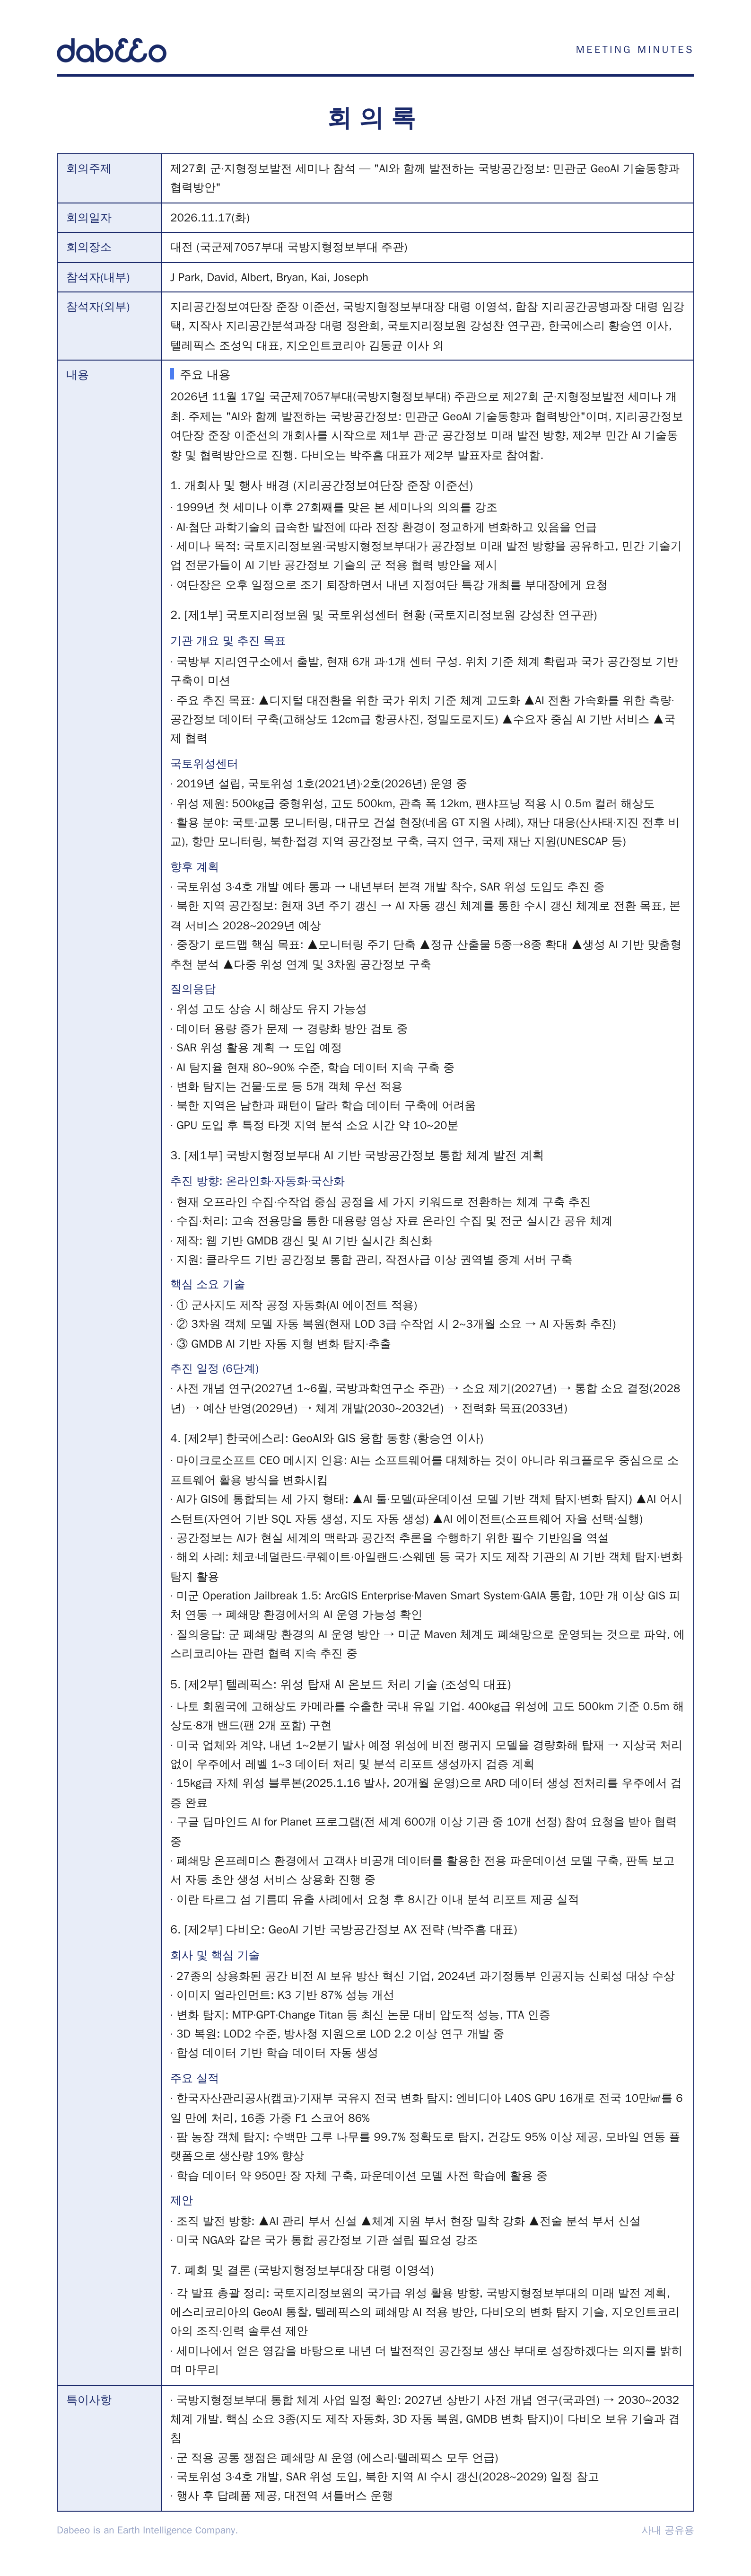 dabeeo
MEETING MINUTES
회의록
회의주제
제27회 군·지형정보발전 세미나 참석 — "AI와 함께 발전하는 국방공간정보: 민관군 GeoAI 기술동향과
협력방안"
회의일자
2026.11.17(화)
회의장소
대전 (국군제7057부대 국방지형정보부대 주관)
참석자(내부)
J Park, David, Albert, Bryan, Kai, Joseph
참석자(외부)
지리공간정보여단장 준장 이준선, 국방지형정보부대장 대령 이영석, 합참 지리공간공병과장 대령 임강
택, 지작사 지리공간분석과장 대령 정완희, 국토지리정보원 강성찬 연구관, 한국에스리 황승연 이사,
텔레픽스 조성익 대표, 지오인트코리아 김동균 이사 외
내용
주요 내용
2026년 11월 17일 국군제7057부대(국방지형정보부대) 주관으로 제27회 군·지형정보발전 세미나 개
최. 주제는 "AI와 함께 발전하는 국방공간정보: 민관군 GeoAI 기술동향과 협력방안"이며, 지리공간정보
여단장 준장 이준선의 개회사를 시작으로 제1부 관·군 공간정보 미래 발전 방향, 제2부 민간 AI 기술동
향 및 협력방안으로 진행. 다비오는 박주흠 대표가 제2부 발표자로 참여함.
1. 개회사 및 행사 배경 (지리공간정보여단장 준장 이준선)
· 1999년 첫 세미나 이후 27회째를 맞은 본 세미나의 의의를 강조
· AI·첨단 과학기술의 급속한 발전에 따라 전장 환경이 정교하게 변화하고 있음을 언급
· 세미나 목적: 국토지리정보원·국방지형정보부대가 공간정보 미래 발전 방향을 공유하고, 민간 기술기
업 전문가들이 AI 기반 공간정보 기술의 군 적용 협력 방안을 제시
· 여단장은 오후 일정으로 조기 퇴장하면서 내년 지정여단 특강 개최를 부대장에게 요청
2. [제1부] 국토지리정보원 및 국토위성센터 현황 (국토지리정보원 강성찬 연구관)
기관 개요 및 추진 목표
· 국방부 지리연구소에서 출발, 현재 6개 과·1개 센터 구성. 위치 기준 체계 확립과 국가 공간정보 기반
구축이 미션
· 주요 추진 목표: ▲디지털 대전환을 위한 국가 위치 기준 체계 고도화 ▲AI 전환 가속화를 위한 측량·
공간정보 데이터 구축(고해상도 12cm급 항공사진, 정밀도로지도) ▲수요자 중심 AI 기반 서비스 ▲국
제 협력
국토위성센터
· 2019년 설립, 국토위성 1호(2021년)·2호(2026년) 운영 중
· 위성 제원: 500kg급 중형위성, 고도 500km, 관측 폭 12km, 팬샤프닝 적용 시 0.5m 컬러 해상도
· 활용 분야: 국토·교통 모니터링, 대규모 건설 현장(네옴 GT 지원 사례), 재난 대응(산사태·지진 전후 비
교), 항만 모니터링, 북한·접경 지역 공간정보 구축, 극지 연구, 국제 재난 지원(UNESCAP 등)
향후 계획
· 국토위성 3·4호 개발 예타 통과 → 내년부터 본격 개발 착수, SAR 위성 도입도 추진 중
· 북한 지역 공간정보: 현재 3년 주기 갱신 → AI 자동 갱신 체계를 통한 수시 갱신 체계로 전환 목표, 본
격 서비스 2028~2029년 예상
· 중장기 로드맵 핵심 목표: ▲모니터링 주기 단축 ▲정규 산출물 5종→8종 확대 ▲생성 AI 기반 맞춤형
추천 분석 ▲다중 위성 연계 및 3차원 공간정보 구축
질의응답
· 위성 고도 상승 시 해상도 유지 가능성
· 데이터 용량 증가 문제 → 경량화 방안 검토 중
· SAR 위성 활용 계획 → 도입 예정
· AI 탐지율 현재 80~90% 수준, 학습 데이터 지속 구축 중
· 변화 탐지는 건물·도로 등 5개 객체 우선 적용
· 북한 지역은 남한과 패턴이 달라 학습 데이터 구축에 어려움
· GPU 도입 후 특정 타겟 지역 분석 소요 시간 약 10~20분
3. [제1부] 국방지형정보부대 AI 기반 국방공간정보 통합 체계 발전 계획
추진 방향: 온라인화·자동화·국산화
· 현재 오프라인 수집·수작업 중심 공정을 세 가지 키워드로 전환하는 체계 구축 추진
· 수집·처리: 고속 전용망을 통한 대용량 영상 자료 온라인 수집 및 전군 실시간 공유 체계
· 제작: 웹 기반 GMDB 갱신 및 AI 기반 실시간 최신화
· 지원: 클라우드 기반 공간정보 통합 관리, 작전사급 이상 권역별 중계 서버 구축
핵심 소요 기술
· ① 군사지도 제작 공정 자동화(AI 에이전트 적용)
· ② 3차원 객체 모델 자동 복원(현재 LOD 3급 수작업 시 2~3개월 소요 → AI 자동화 추진)
· ③ GMDB AI 기반 자동 지형 변화 탐지·추출
추진 일정 (6단계)
· 사전 개념 연구(2027년 1~6월, 국방과학연구소 주관) → 소요 제기(2027년) → 통합 소요 결정(2028
년) → 예산 반영(2029년) → 체계 개발(2030~2032년) → 전력화 목표(2033년)
4. [제2부] 한국에스리: GeoAI와 GIS 융합 동향 (황승연 이사)
· 마이크로소프트 CEO 메시지 인용: AI는 소프트웨어를 대체하는 것이 아니라 워크플로우 중심으로 소
프트웨어 활용 방식을 변화시킴
· AI가 GIS에 통합되는 세 가지 형태: ▲AI 툴·모델(파운데이션 모델 기반 객체 탐지·변화 탐지) ▲AI 어시
스턴트(자연어 기반 SQL 자동 생성, 지도 자동 생성) ▲AI 에이전트(소프트웨어 자율 선택·실행)
· 공간정보는 AI가 현실 세계의 맥락과 공간적 추론을 수행하기 위한 필수 기반임을 역설
· 해외 사례: 체코·네덜란드·쿠웨이트·아일랜드·스웨덴 등 국가 지도 제작 기관의 AI 기반 객체 탐지·변화
탐지 활용
· 미군 Operation Jailbreak 1.5: ArcGIS Enterprise·Maven Smart System·GAIA 통합, 10만 개 이상 GIS 피
처 연동 → 폐쇄망 환경에서의 AI 운영 가능성 확인
· 질의응답: 군 폐쇄망 환경의 AI 운영 방안 → 미군 Maven 체계도 폐쇄망으로 운영되는 것으로 파악, 에
스리코리아는 관련 협력 지속 추진 중
5. [제2부] 텔레픽스: 위성 탑재 AI 온보드 처리 기술 (조성익 대표)
· 나토 회원국에 고해상도 카메라를 수출한 국내 유일 기업. 400kg급 위성에 고도 500km 기준 0.5m 해
상도·8개 밴드(팬 2개 포함) 구현
· 미국 업체와 계약, 내년 1~2분기 발사 예정 위성에 비전 랭귀지 모델을 경량화해 탑재 → 지상국 처리
없이 우주에서 레벨 1~3 데이터 처리 및 분석 리포트 생성까지 검증 계획
· 15kg급 자체 위성 블루본(2025.1.16 발사, 20개월 운영)으로 ARD 데이터 생성 전처리를 우주에서 검
증 완료
· 구글 딥마인드 AI for Planet 프로그램(전 세계 600개 이상 기관 중 10개 선정) 참여 요청을 받아 협력
중
· 폐쇄망 온프레미스 환경에서 고객사 비공개 데이터를 활용한 전용 파운데이션 모델 구축, 판독 보고
서 자동 초안 생성 서비스 상용화 진행 중
· 이란 타르그 섬 기름띠 유출 사례에서 요청 후 8시간 이내 분석 리포트 제공 실적
6. [제2부] 다비오: GeoAI 기반 국방공간정보 AX 전략 (박주흠 대표)
회사 및 핵심 기술
· 27종의 상용화된 공간 비전 AI 보유 방산 혁신 기업, 2024년 과기정통부 인공지능 신뢰성 대상 수상
· 이미지 얼라인먼트: K3 기반 87% 성능 개선
· 변화 탐지: MTP·GPT·Change Titan 등 최신 논문 대비 압도적 성능, TTA 인증
· 3D 복원: LOD2 수준, 방사청 지원으로 LOD 2.2 이상 연구 개발 중
· 합성 데이터 기반 학습 데이터 자동 생성
주요 실적
· 한국자산관리공사(캠코)·기재부 국유지 전국 변화 탐지: 엔비디아 L40S GPU 16개로 전국 10만㎢를 6
일 만에 처리, 16종 가중 F1 스코어 86%
· 팜 농장 객체 탐지: 수백만 그루 나무를 99.7% 정확도로 탐지, 건강도 95% 이상 제공, 모바일 연동 플
랫폼으로 생산량 19% 향상
· 학습 데이터 약 950만 장 자체 구축, 파운데이션 모델 사전 학습에 활용 중
제안
· 조직 발전 방향: ▲AI 관리 부서 신설 ▲체계 지원 부서 현장 밀착 강화 ▲전술 분석 부서 신설
· 미국 NGA와 같은 국가 통합 공간정보 기관 설립 필요성 강조
7. 폐회 및 결론 (국방지형정보부대장 대령 이영석)
· 각 발표 총괄 정리: 국토지리정보원의 국가급 위성 활용 방향, 국방지형정보부대의 미래 발전 계획,
에스리코리아의 GeoAI 통찰, 텔레픽스의 폐쇄망 AI 적용 방안, 다비오의 변화 탐지 기술, 지오인트코리
아의 조직·인력 솔루션 제안
· 세미나에서 얻은 영감을 바탕으로 내년 더 발전적인 공간정보 생산 부대로 성장하겠다는 의지를 밝히
며 마무리
특이사항
· 국방지형정보부대 통합 체계 사업 일정 확인: 2027년 상반기 사전 개념 연구(국과연) → 2030~2032
체계 개발. 핵심 소요 3종(지도 제작 자동화, 3D 자동 복원, GMDB 변화 탐지)이 다비오 보유 기술과 겹
침
· 군 적용 공통 쟁점은 폐쇄망 AI 운영 (에스리·텔레픽스 모두 언급)
· 국토위성 3·4호 개발, SAR 위성 도입, 북한 지역 AI 수시 갱신(2028~2029) 일정 참고
· 행사 후 답례품 제공, 대전역 셔틀버스 운행
Dabeeo is an Earth Intelligence Company.
사내 공유용